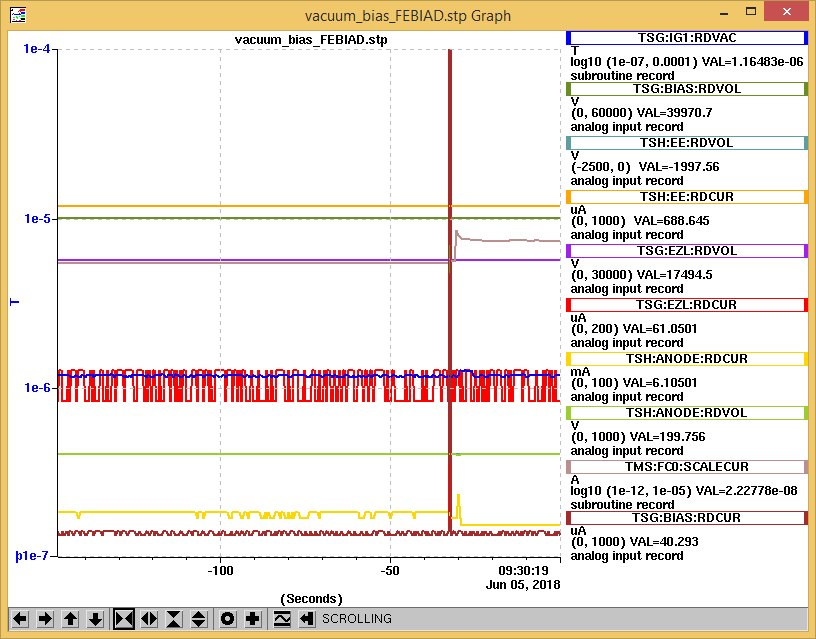 vacuum_bias_FEBIAD.stp Graph
vacuum_bias_FEBIAD.stp
1e-4
1e-5
T
1e-6
1e-7
-100
-50
09:30:19
Jun 05, 2018
(Seconds)
TSG:IG1:RDVAC
T
log10 (1e-07, 0.0001) VAL=1.16483e-06
subroutine record
TSG:BIAS:RDVOL
V
(0, 60000) VAL=39970.7
analog input record
TSH:EE:RDVOL
V
(-2500, 0) VAL=-1997.56
analog input record
TSH:EE:RDCUR
uA
(0, 1000) VAL=688.645
analog input record
TSG:EZL:RDVOL
V
(0, 30000) VAL=17494.5
analog input record
TSG:EZL:RDCUR
uA
(0, 200) VAL=61.0501
analog input record
TSH:ANODE:RDCUR
mA
(0, 100) VAL=6.10501
analog input record
TSH:ANODE:RDVOL
V
(0, 1000) VAL=199.756
analog input record
TMS:FC0:SCALECUR
A
log10 (1e-12, 1e-05) VAL=2.22778e-08
subroutine record
TSG:BIAS:RDCUR
uA
(0, 1000) VAL=40.293
analog input record
SCROLLING